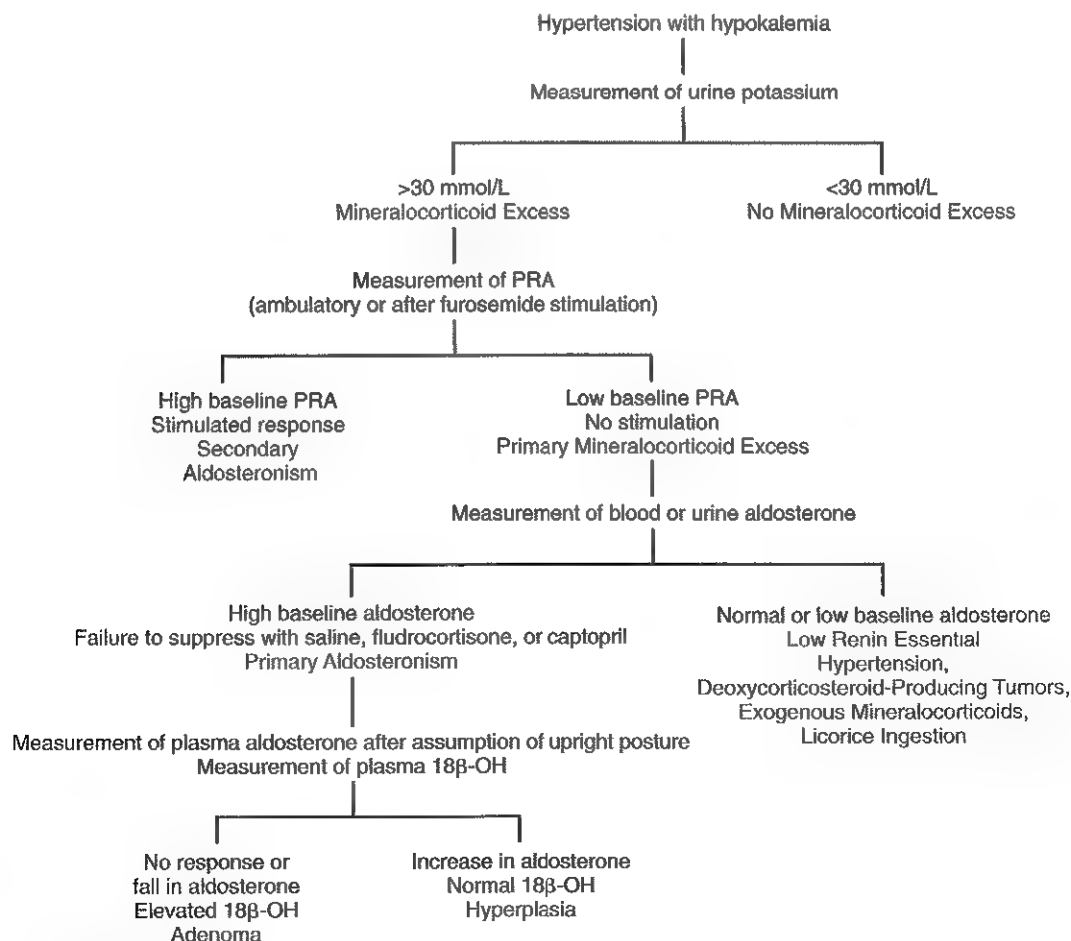 Hypertension with hypokalemia
Measurement of urine potassium
>30 mmol/L
Mineralocorticoid Excess
<30 mmol/L
No Mineralocorticoid Excess
Measurement of PRA
(ambulatory or after furosemide stimulation)
High baseline PRA
Stimulated response
Secondary
Aldosteronism
Low baseline PRA
No stimulation
Primary Mineralocorticoid Excess
Measurement of blood or urine aldosterone
High baseline aldosterone
Failure to suppress with saline, fludrocortisone, or captopril
Primary Aldosteronism
Normal or low baseline aldosterone
Low Renin Essential
Hypertension,
Deoxycorticosteroid-Producing Tumors,
Exogenous Mineralocorticoids,
Licorice Ingestion
Measurement of plasma aldosterone after assumption of upright posture
Measurement of plasma 18β-OH
No response or
fall in aldosterone
Elevated 18β-OH
Adenoma
Increase in aldosterone
Normal 18β-OH
Hyperplasia